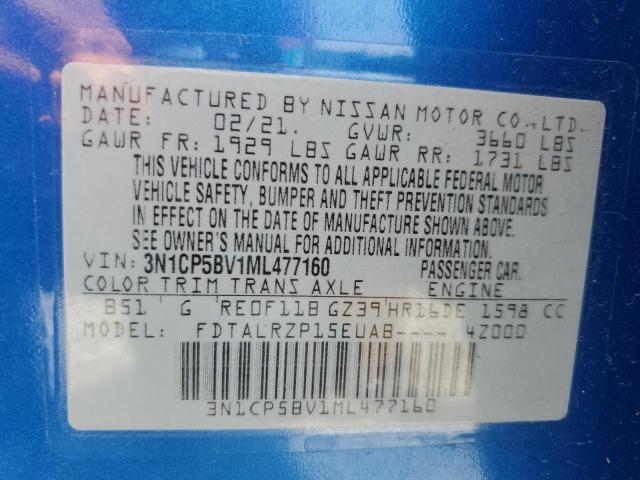 MANUFACTURED BY NISSAN MOTOR CO.,LTD.
DATE: 02/21. GVWR: 3660 LBS
GAWR FR: 1929 LBS GAWR RR: 1731 LBS
THIS VEHICLE CONFORMS TO ALL APPLICABLE FEDERAL MOTOR
VEHICLE SAFETY, BUMPER AND THEFT PREVENTION STANDARDS
IN EFFECT ON THE DATE OF MANUFACTURE SHOWN ABOVE.
SEE OWNER'S MANUAL FOR ADDITIONAL INFORMATION.
VIN: 3N1CP5BV1ML477160 PASSENGER CAR.
COLOR TRIM TRANS AXLE ENGINE
B51 G RE0F11B GZ39 HR16DE 1598 CC
MODEL: FDTALRZP15EUAB---- 4Z000
3N1CP5BV1ML477160